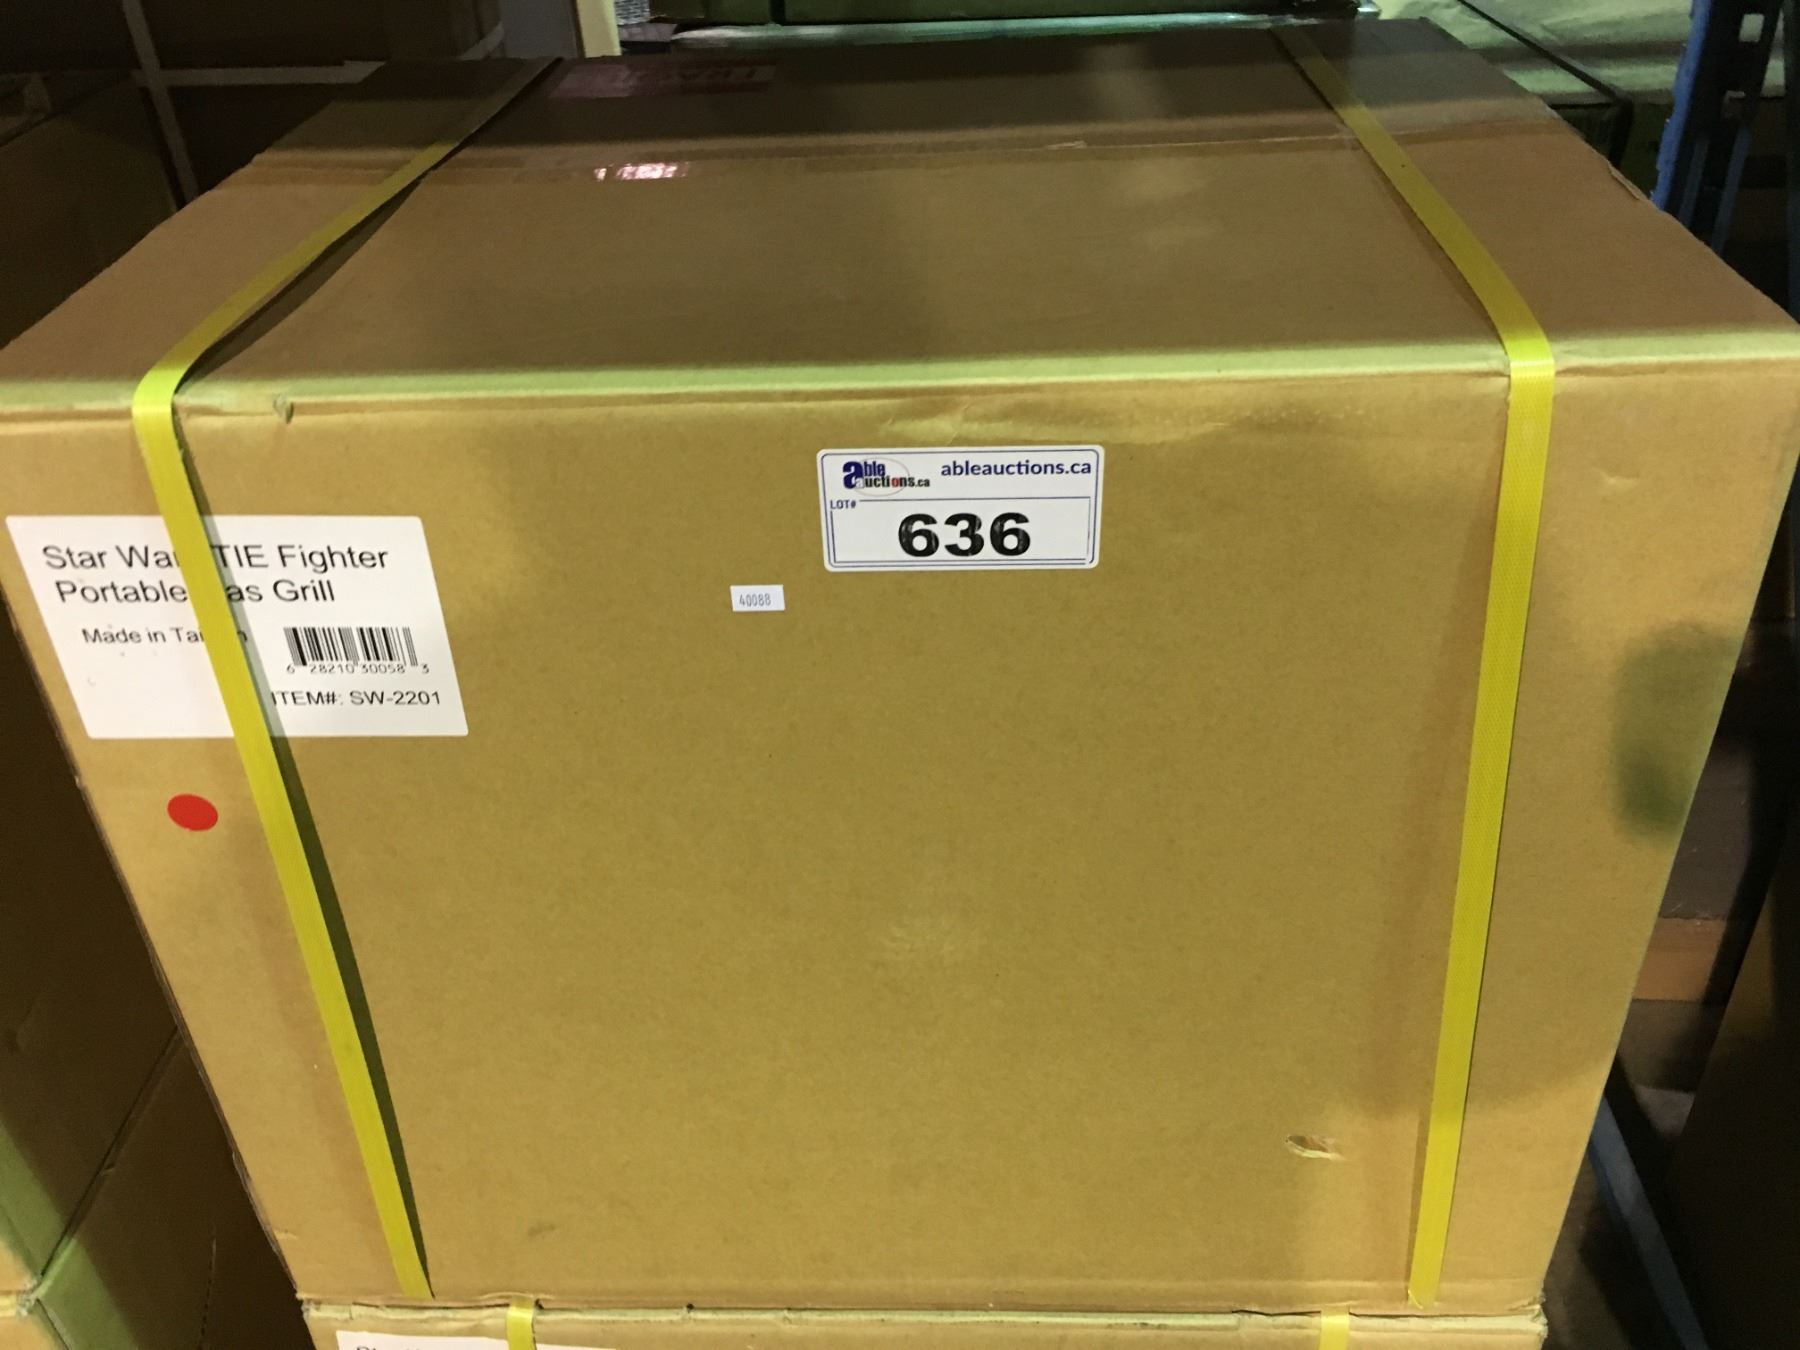 able auctions.ca ableauctions.ca
LOT#
636
40088
Star Wa TIE Fighter
Portable as Grill
Made in Ta n
6 28210 30058 3
ITEM#: SW-2201